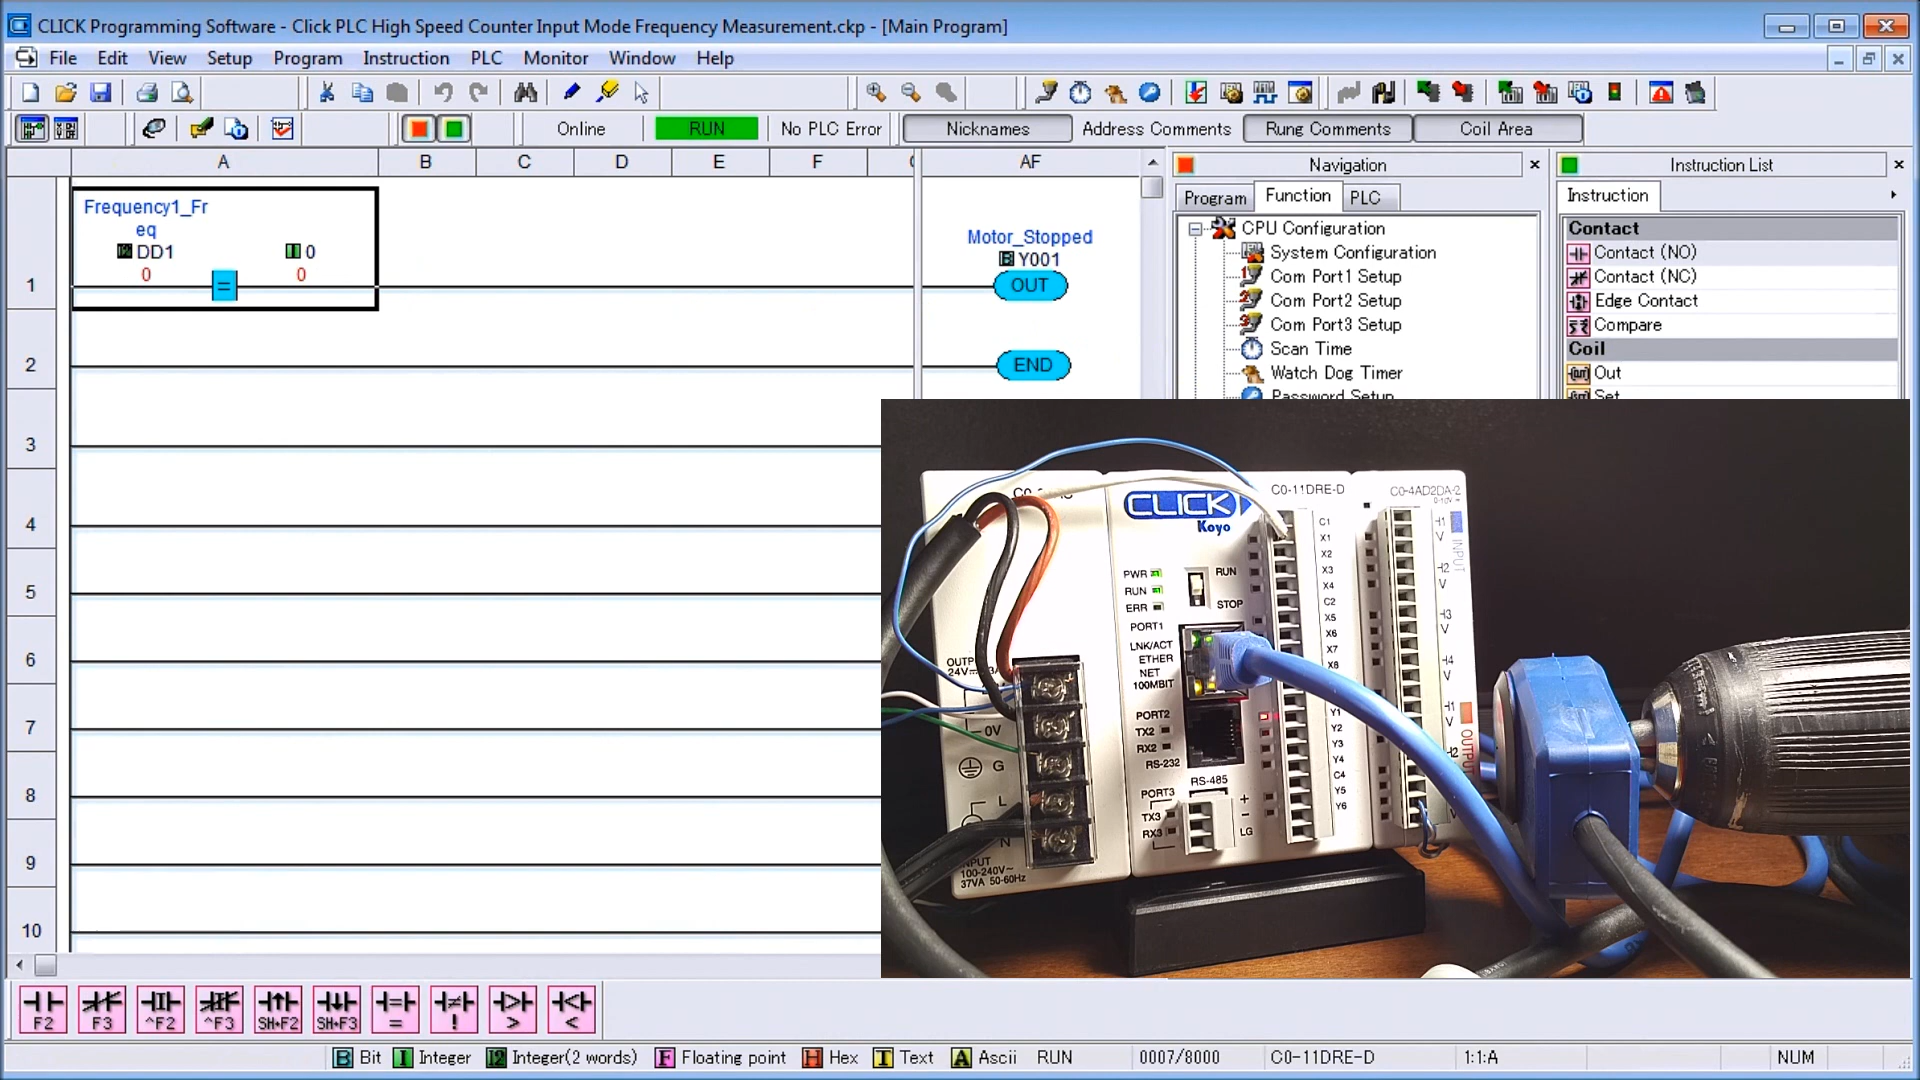 CLICK Programming Software - Click PLC High Speed Counter Input Mode Frequency Measurement.ckp - [Main Program]
File Edit View Setup Program Instruction PLC Monitor Window Help
Online RUN No PLC Error Nicknames Address Comments Rung Comments Coil Area
A B C D E F AF
Navigation
Instruction List
Program Function PLC
Instruction
Frequency1_Fr
eq
DD1 0
0 0
=
1
Motor_Stopped
Y001
OUT
2
END
3
4
5
6
7
8
9
10
CPU Configuration
System Configuration
Com Port1 Setup
Com Port2 Setup
Com Port3 Setup
Scan Time
Watch Dog Timer
Password Setup
Contact
Contact (NO)
Contact (NC)
Edge Contact
Compare
Coil
Out
Set
CLICK
Koyo
C0-11DRE-D
C0-4AD2DA-2
PWR
RUN
ERR
RUN
STOP
PORT1
LNK/ACT
ETHER
NET
100MBIT
PORT2
TX2
RX2
RS-232
RS-485
PORT3
TX3
RX3
+
-
LG
C1
X1
X2
X3
X4
C2
X5
X6
X7
X8
Y1
Y2
Y3
Y4
C4
Y5
Y6
INPUT
OUTPUT
24V
0V
G
L
N
INPUT
100-240V~
37VA 50-60Hz
F2 F3 ^F2 ^F3 SH+F2 SH+F3 = ! > <
B Bit I Integer I2 Integer(2 words) F Floating point H Hex T Text A Ascii RUN 0007/8000 C0-11DRE-D 1:1:A NUM